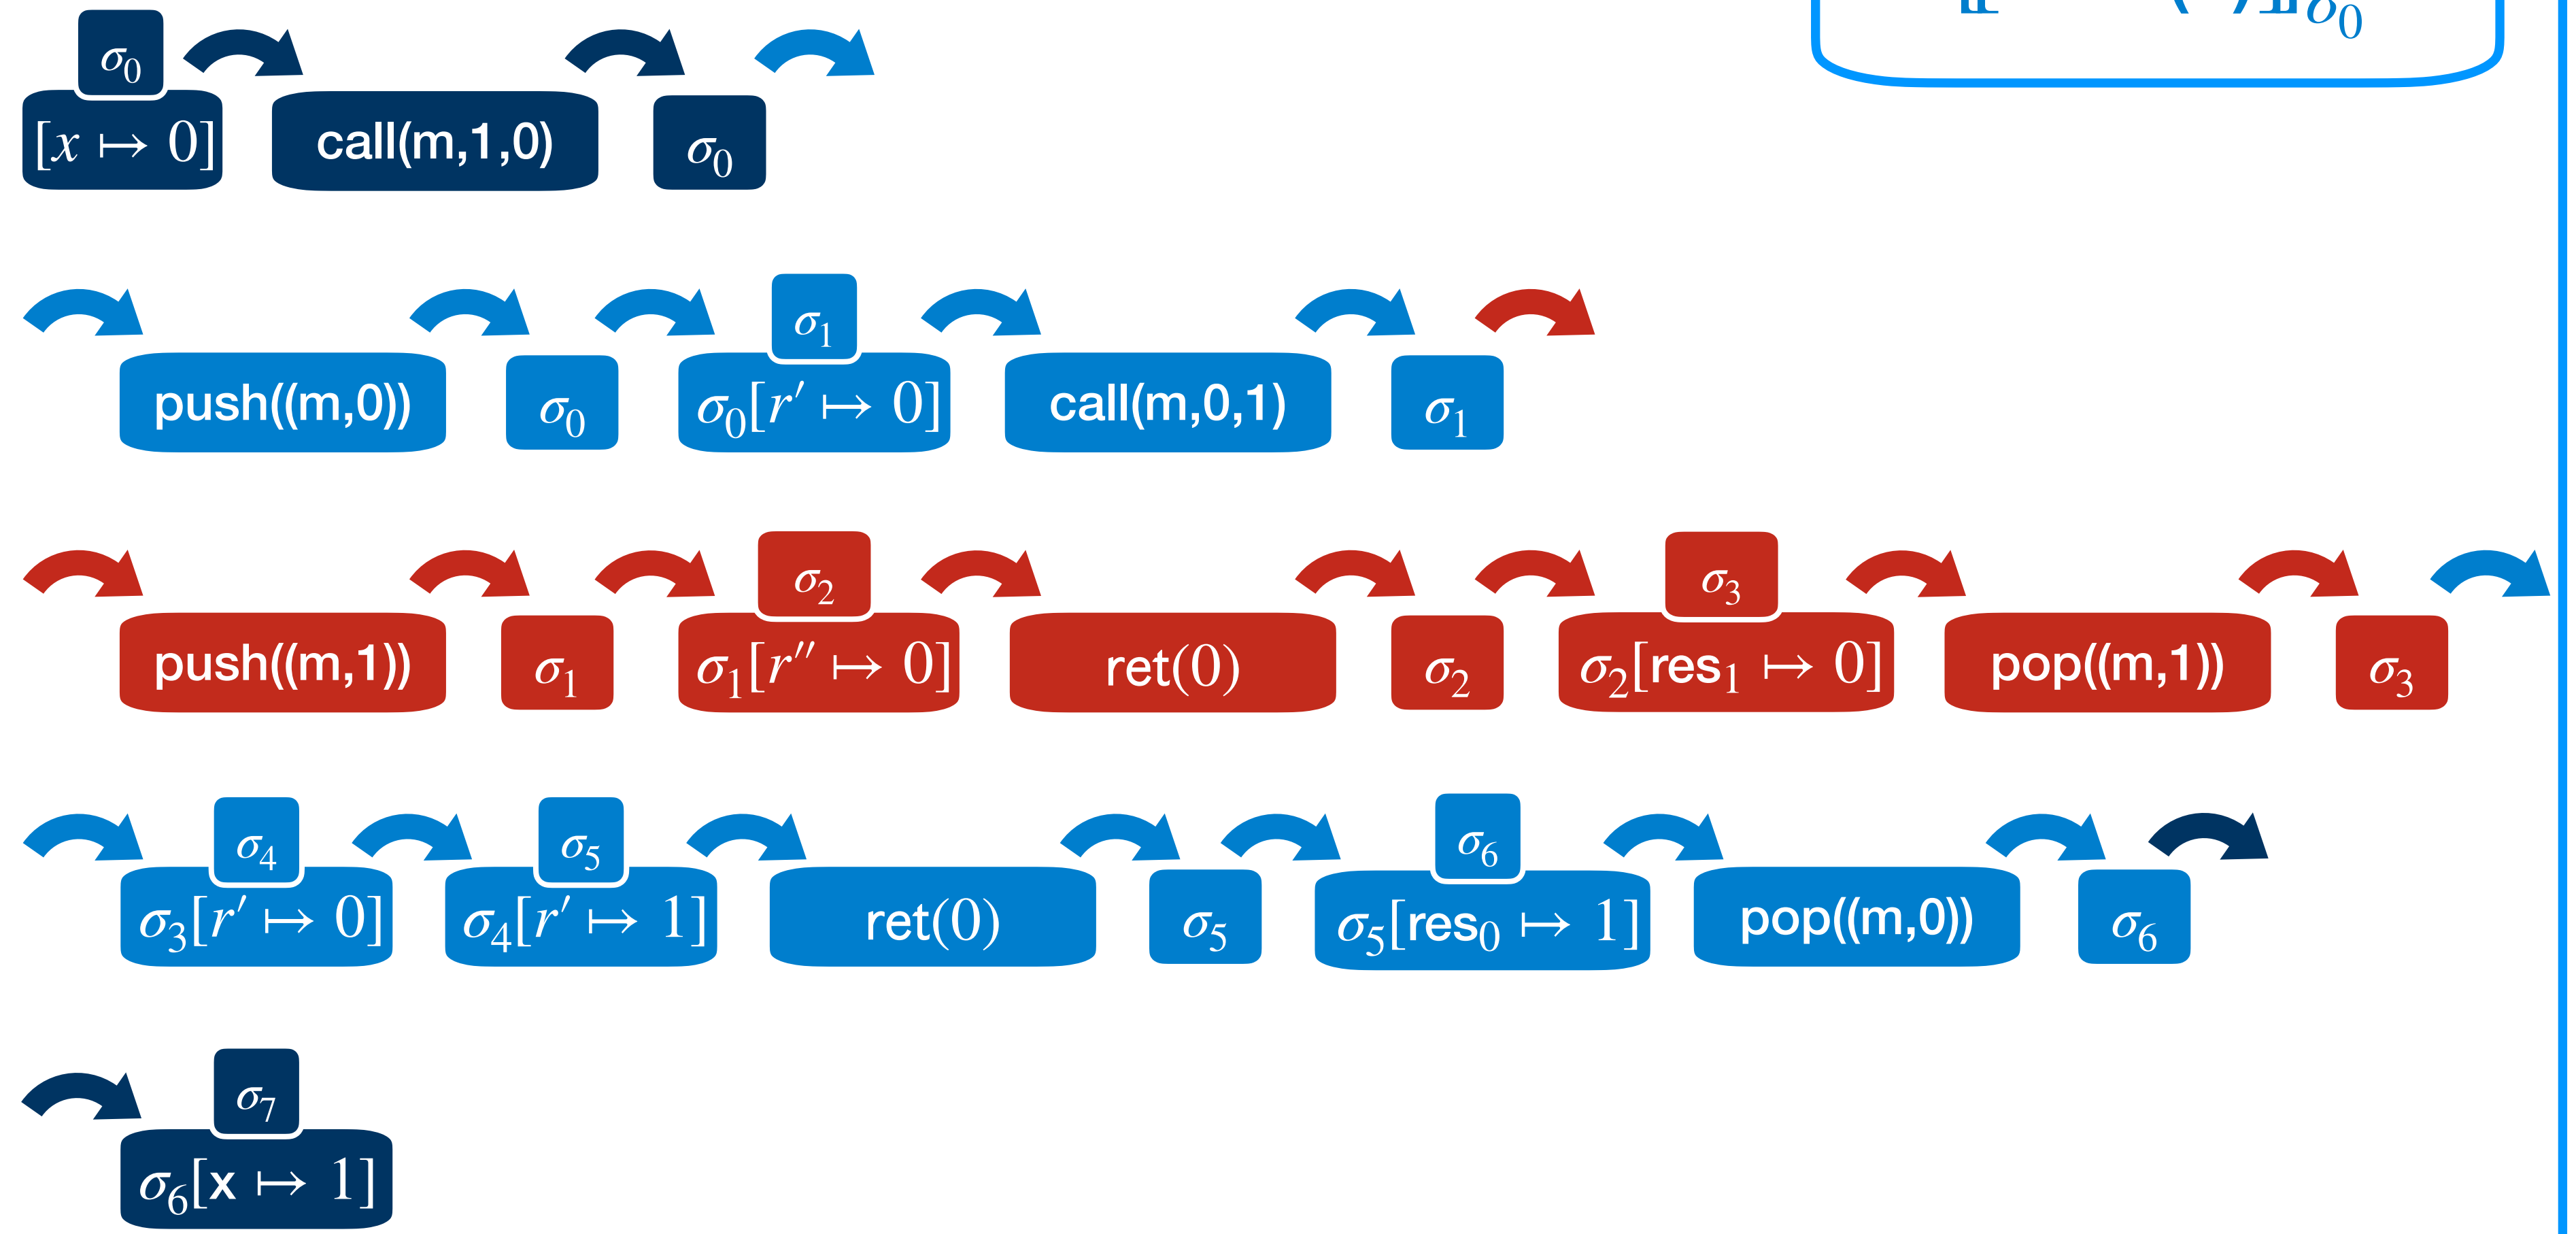 σ₀
[x ↦ 0] call(m,1,0) σ₀
σ₀
σ₁
push((m,0)) σ₀ σ₀[r′ ↦ 0] call(m,0,1) σ₁
σ₂ σ₃
push((m,1)) σ₁ σ₁[r″ ↦ 0] ret(0) σ₂ σ₂[res₁ ↦ 0] pop((m,1)) σ₃
σ₄ σ₅ σ₆
σ₃[r′ ↦ 0] σ₄[r′ ↦ 1] ret(0) σ₅ σ₅[res₀ ↦ 1] pop((m,0)) σ₆
σ₇
σ₆[x ↦ 1]